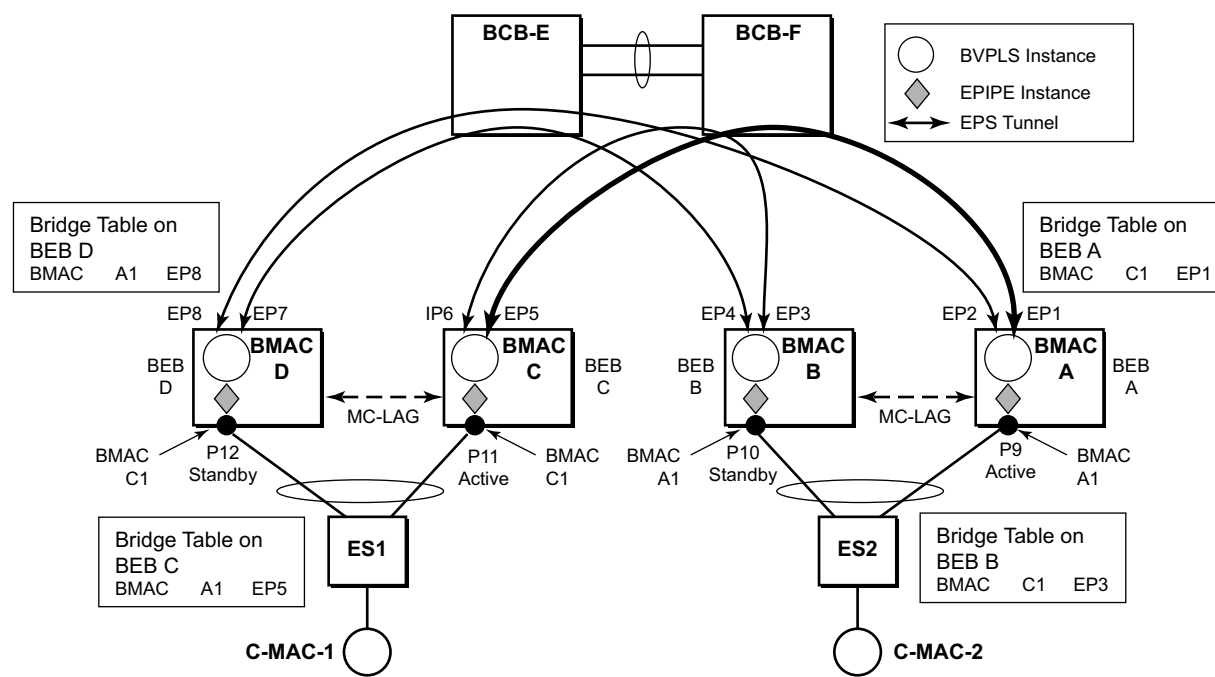 BCB-E
BCB-F
BVPLS Instance
EPIPE Instance
EPS Tunnel
Bridge Table on
BEB D
BMAC A1 EP8
Bridge Table on
BEB A
BMAC C1 EP1
EP8
EP7
IP6
EP5
EP4
EP3
EP2
EP1
BEB
D
BMAC
D
BMAC
C
BEB
C
BEB
B
BMAC
B
BMAC
A
BEB
A
MC-LAG
MC-LAG
BMAC
C1
P12
Standby
P11
Active
BMAC
C1
BMAC
A1
P10
Standby
P9
Active
BMAC
A1
Bridge Table on
BEB C
BMAC A1 EP5
ES1
ES2
Bridge Table on
BEB B
BMAC C1 EP3
C-MAC-1
C-MAC-2